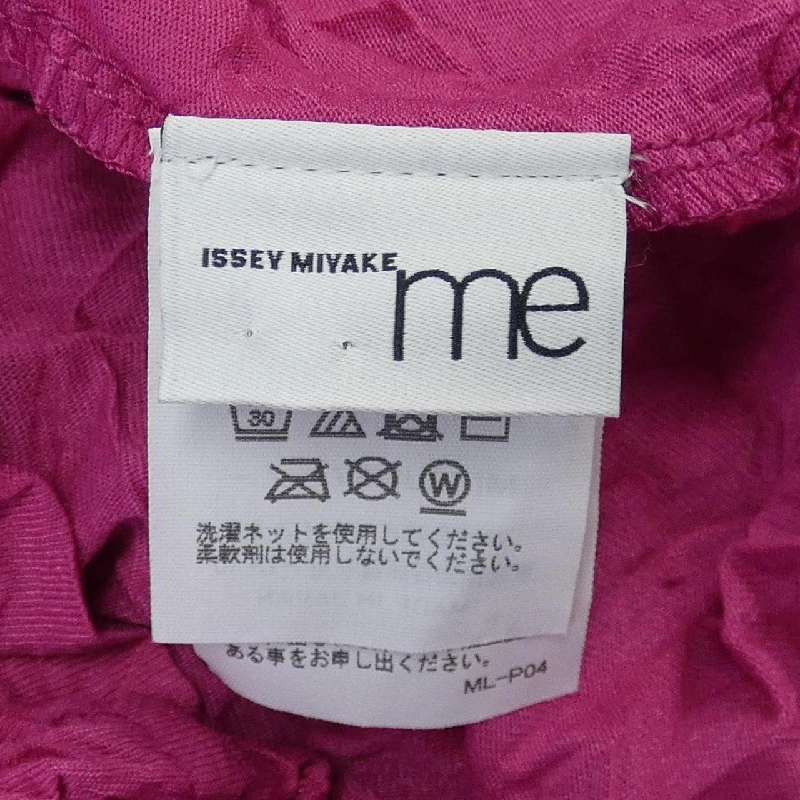 ISSEY MIYAKE me
30
W
洗濯ネットを使用してください。
柔軟剤は使用しないでください。
ある事をお申し出ください。
ML-P04